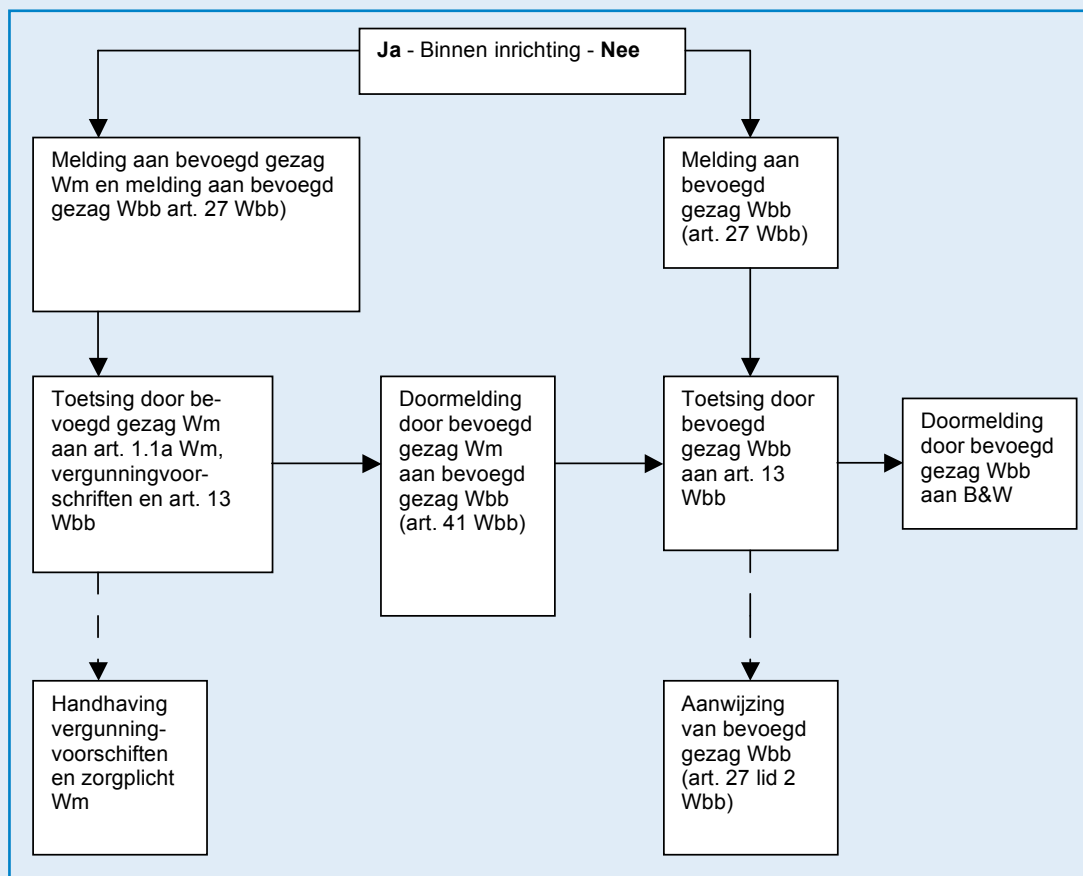 Ja - Binnen inrichting - Nee
Melding aan bevoegd gezag
Wm en melding aan bevoegd
gezag Wbb art. 27 Wbb)
Melding aan
bevoegd
gezag Wbb
(art. 27 Wbb)
Toetsing door be-
voegd gezag Wm
aan art. 1.1a Wm,
vergunningvoor-
schriften en art. 13
Wbb
Doormelding
door bevoegd
gezag Wm
aan bevoegd
gezag Wbb
(art. 41 Wbb)
Toetsing door
bevoegd
gezag Wbb
aan art. 13
Wbb
Doormelding
door bevoegd
gezag Wbb
aan B&W
Handhaving
vergunning-
voorschiften
en zorgplicht
Wm
Aanwijzing
van bevoegd
gezag Wbb
(art. 27 lid 2
Wbb)